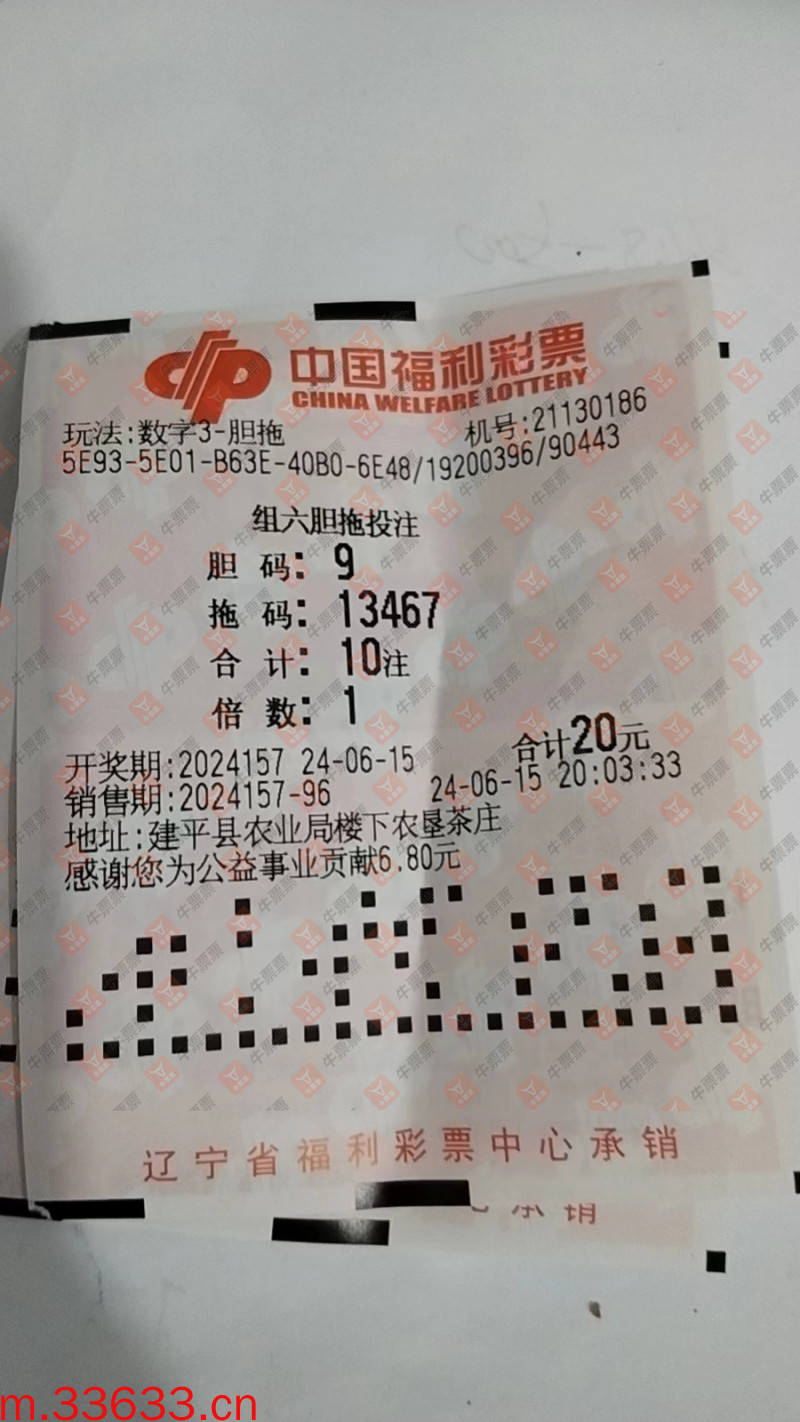 中国福利彩票
CHINA WELFARE LOTTERY
玩法:数字3-胆拖 机号:21130186
5E93-5E01-B63E-40B0-6E48/19200396/90443
组六胆拖投注
胆 码: 9
拖 码: 13467
合 计: 10注
倍 数: 1
合计20元
开奖期:2024157 24-06-15
销售期:2024157-96 24-06-15 20:03:33
地址:建平县农业局楼下农垦茶庄
感谢您为公益事业贡献6.80元
辽宁省福利彩票中心承销
承销
牛票票
m.33633.cn